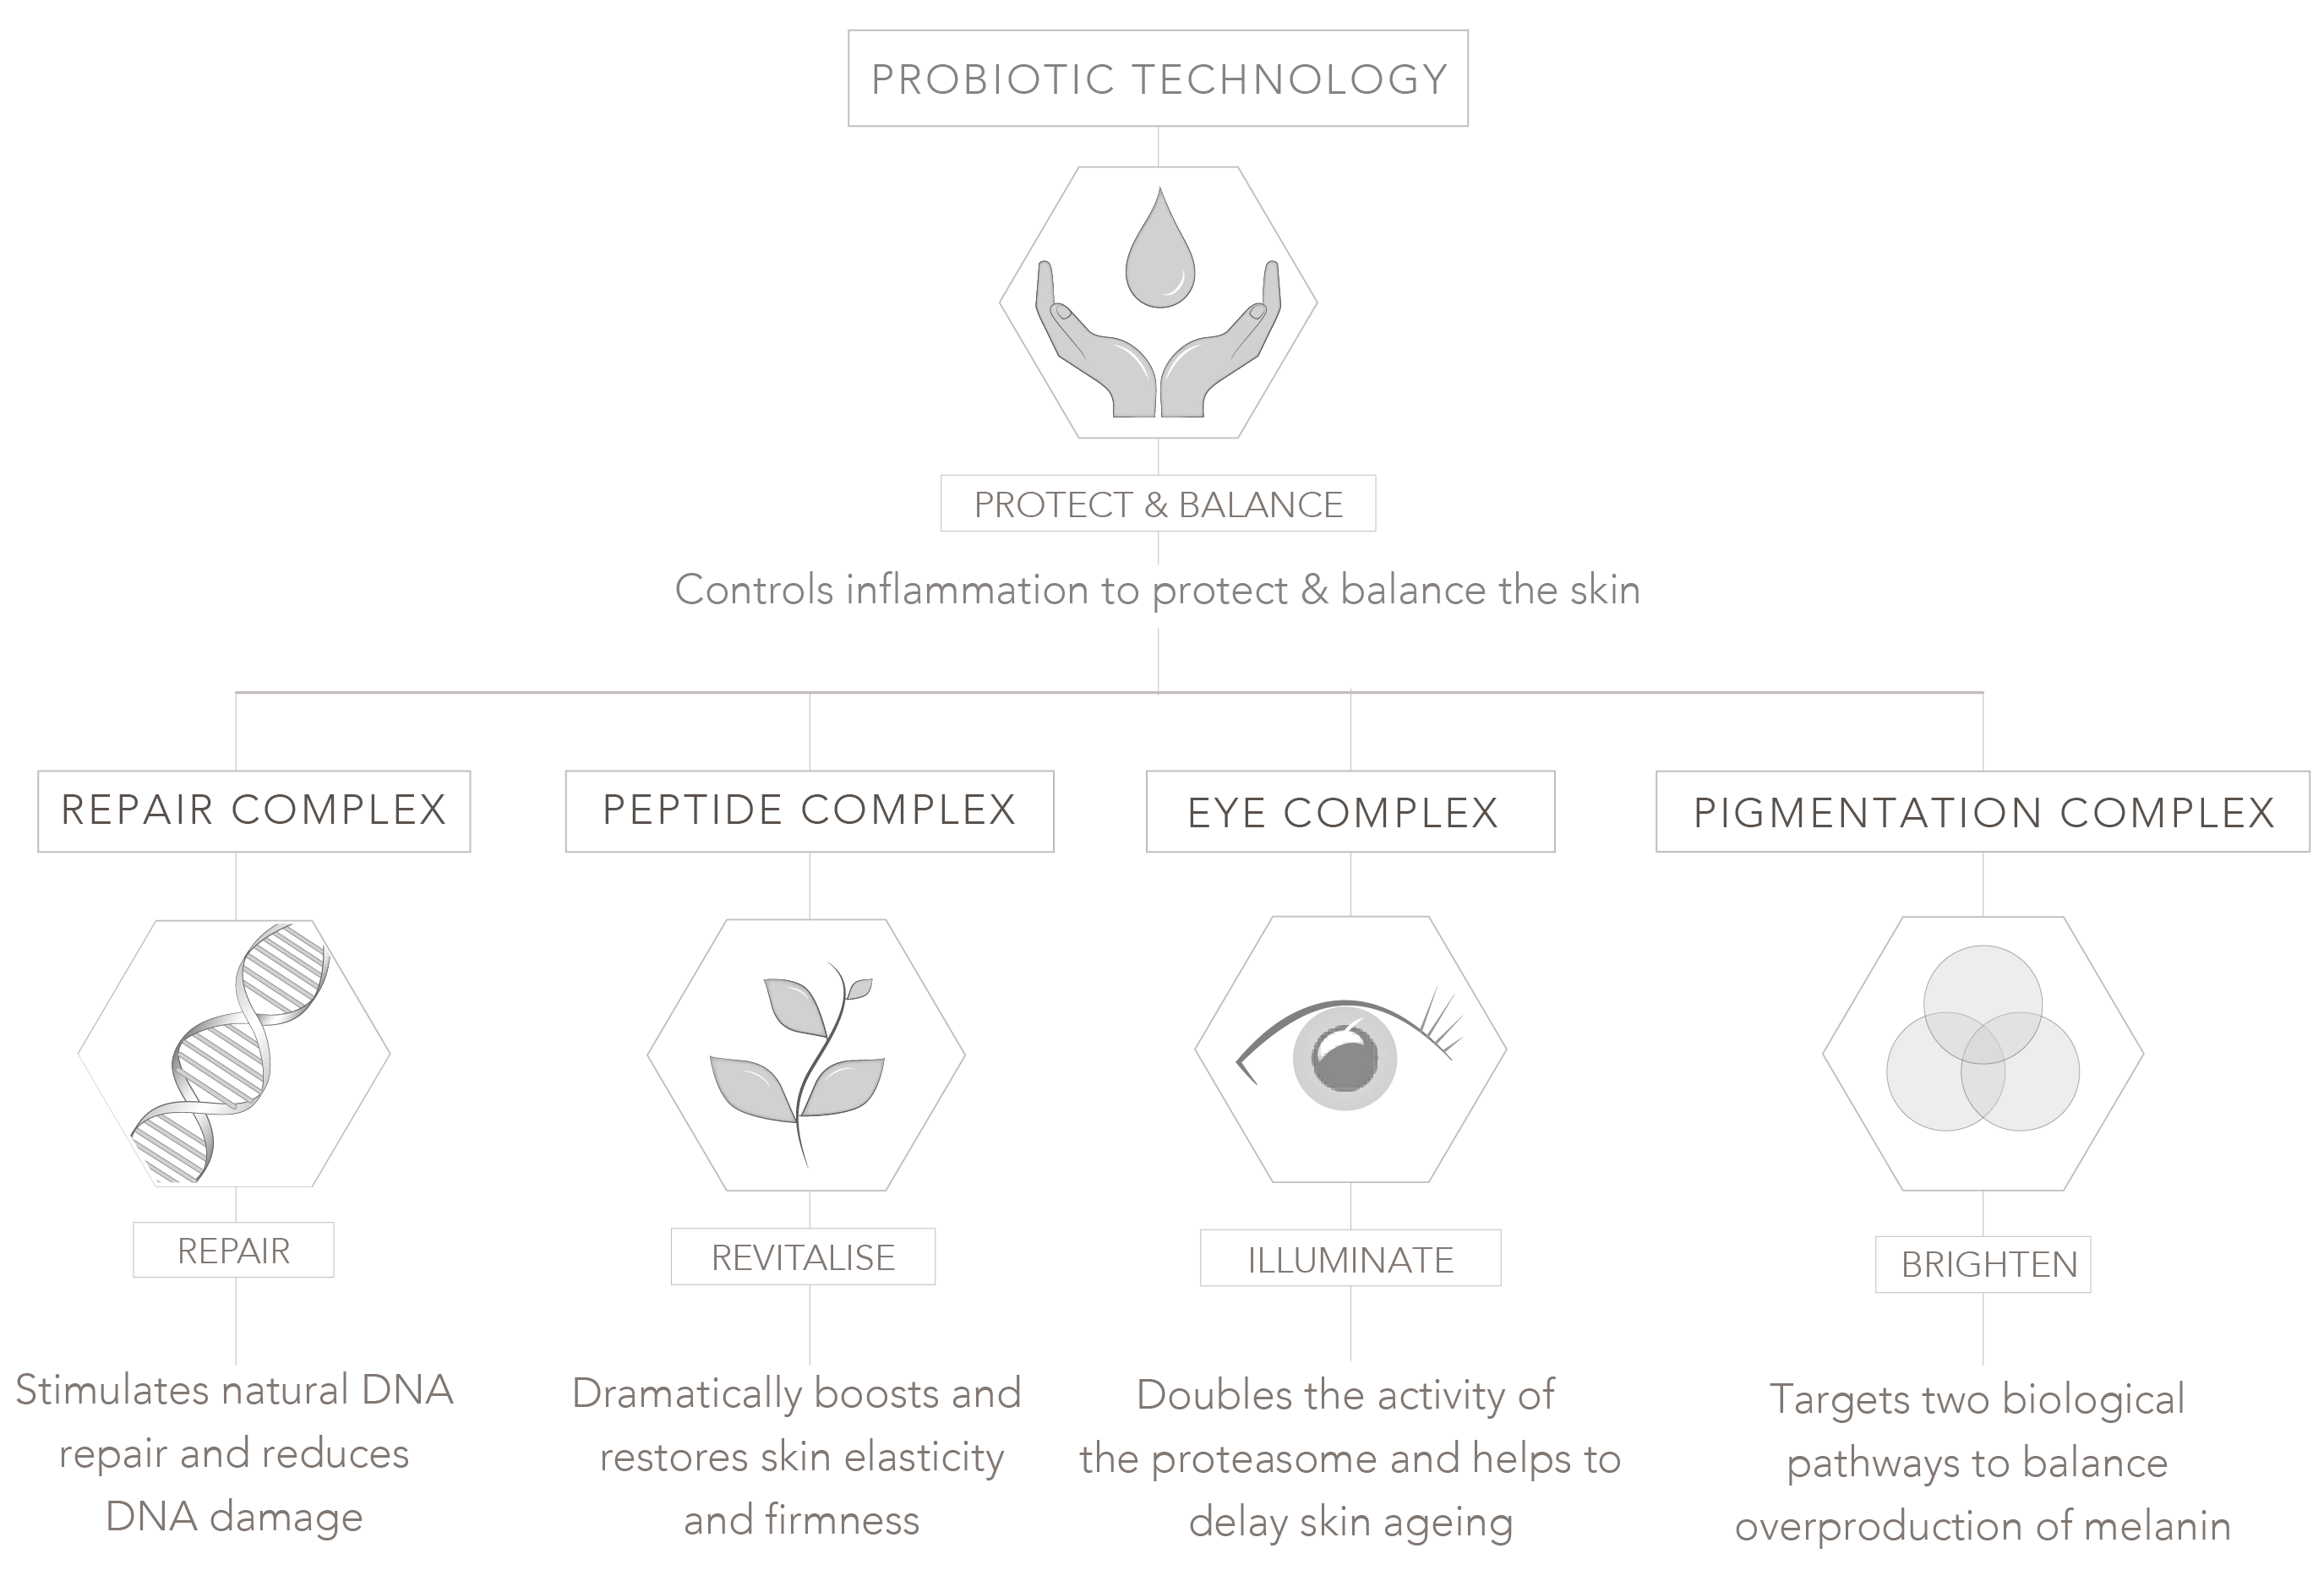 PROBIOTIC TECHNOLOGY
PROTECT & BALANCE
Controls inflammation to protect & balance the skin
REPAIR COMPLEX
REPAIR
Stimulates natural DNA
repair and reduces
DNA damage
PEPTIDE COMPLEX
REVITALISE
Dramatically boosts and
restores skin elasticity
and firmness
EYE COMPLEX
ILLUMINATE
Doubles the activity of
the proteasome and helps to
delay skin ageing
PIGMENTATION COMPLEX
BRIGHTEN
Targets two biological
pathways to balance
overproduction of melanin